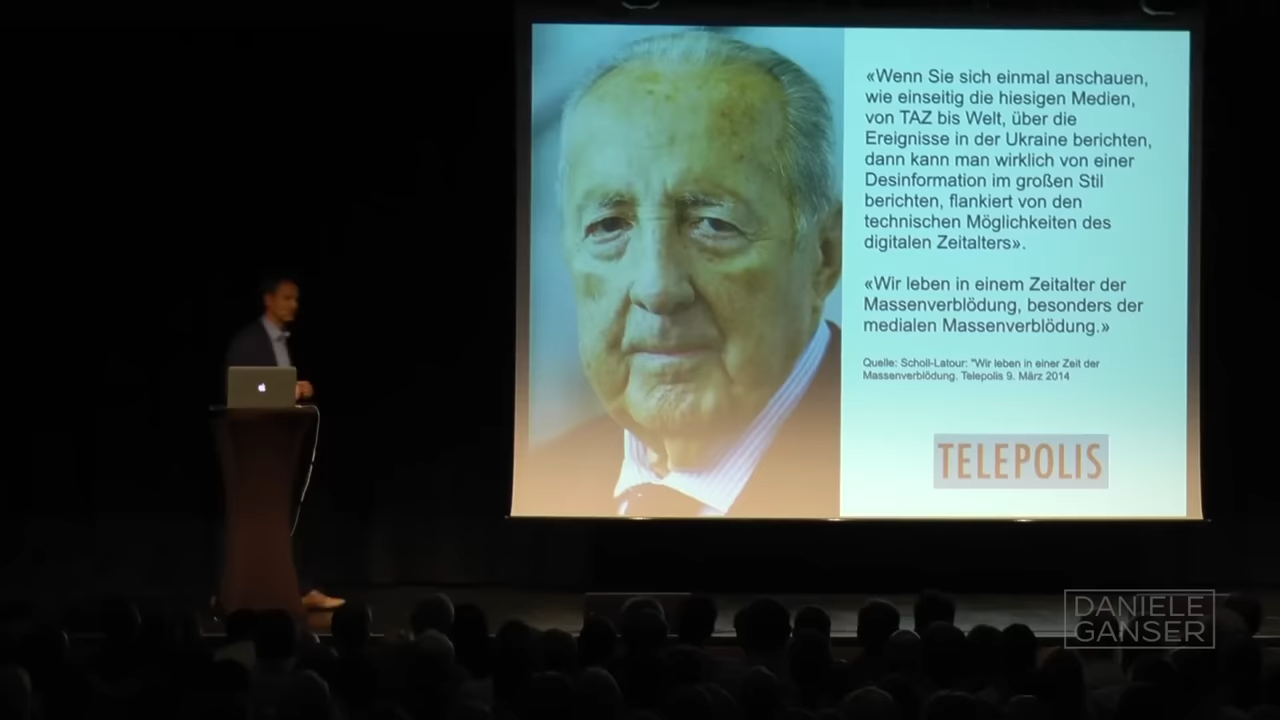 «Wenn Sie sich einmal anschauen,
wie einseitig die hiesigen Medien,
von TAZ bis Welt, über die
Ereignisse in der Ukraine berichten,
dann kann man wirklich von einer
Desinformation im großen Stil
berichten, flankiert von den
technischen Möglichkeiten des
digitalen Zeitalters».
«Wir leben in einem Zeitalter der
Massenverblödung, besonders der
medialen Massenverblödung.»
Quelle: Scholl-Latour: "Wir leben in einer Zeit der
Massenverblödung. Telepolis 9. März 2014
TELEPOLIS
DANIELE
GANSER